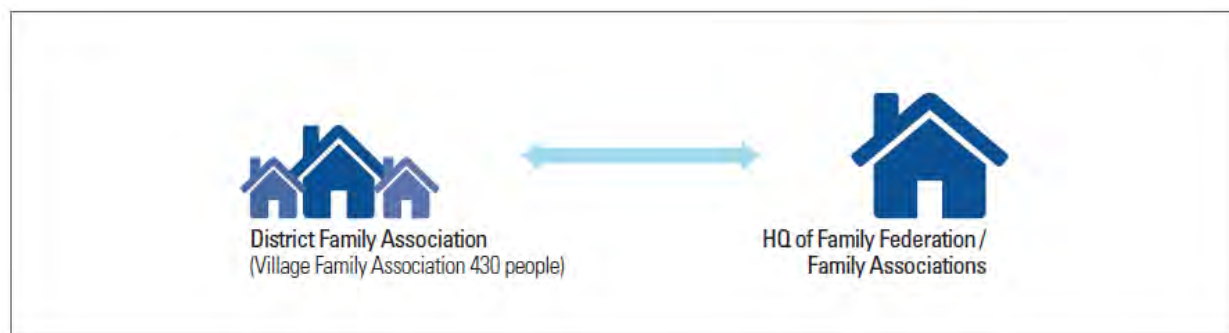 District Family Association
(Village Family Association 430 people)
HQ of Family Federation /
Family Associations